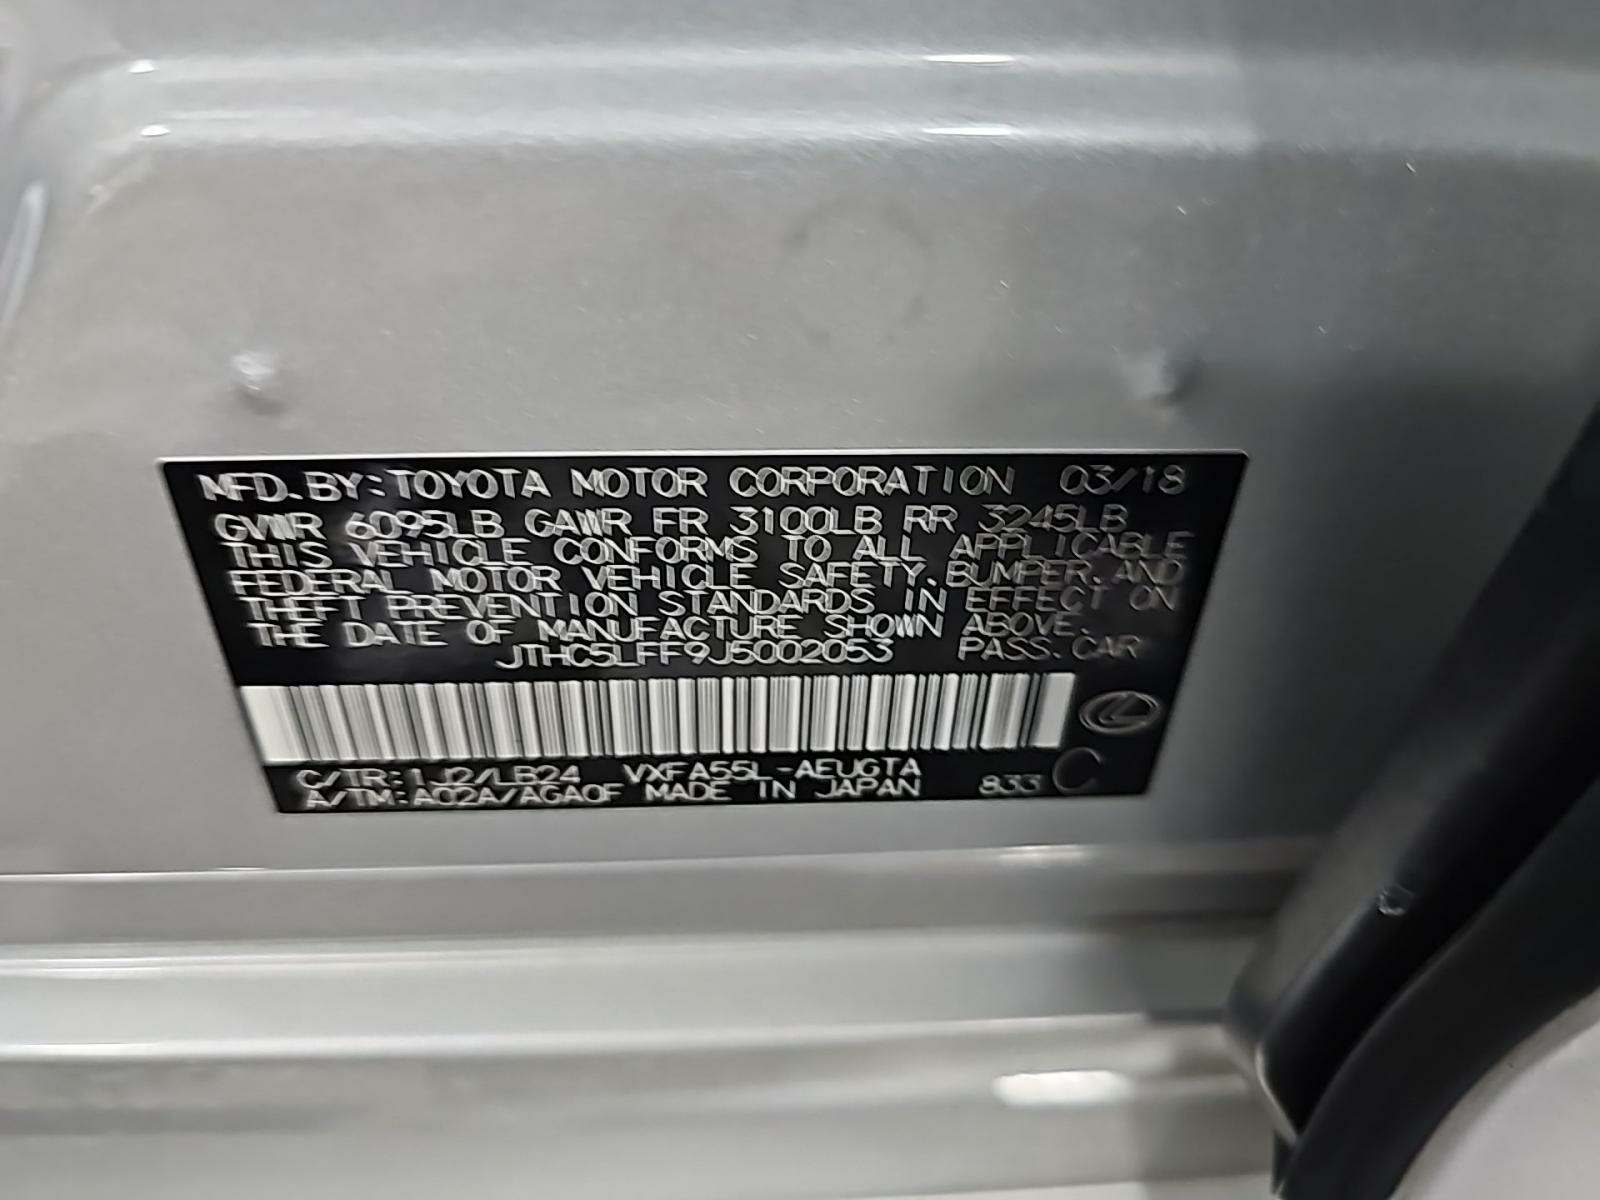 MFD.BY:TOYOTA MOTOR CORPORATION 03/18
GVWR 6095LB GAWR FR 3100LB RR 3245LB
THIS VEHICLE CONFORMS TO ALL APPLICABLE
FEDERAL MOTOR VEHICLE SAFETY.BUMPER.AND
THEFT PREVENTION STANDARDS IN EFFECT ON
THE DATE OF MANUFACTURE SHOWN ABOVE.
JTHC5LFF9J5002053 PASS.CAR
C/TR:1J2/LB24 VXFA55L-AEUGTA
A/TM:A02A/AGA0F MADE IN JAPAN 833 C